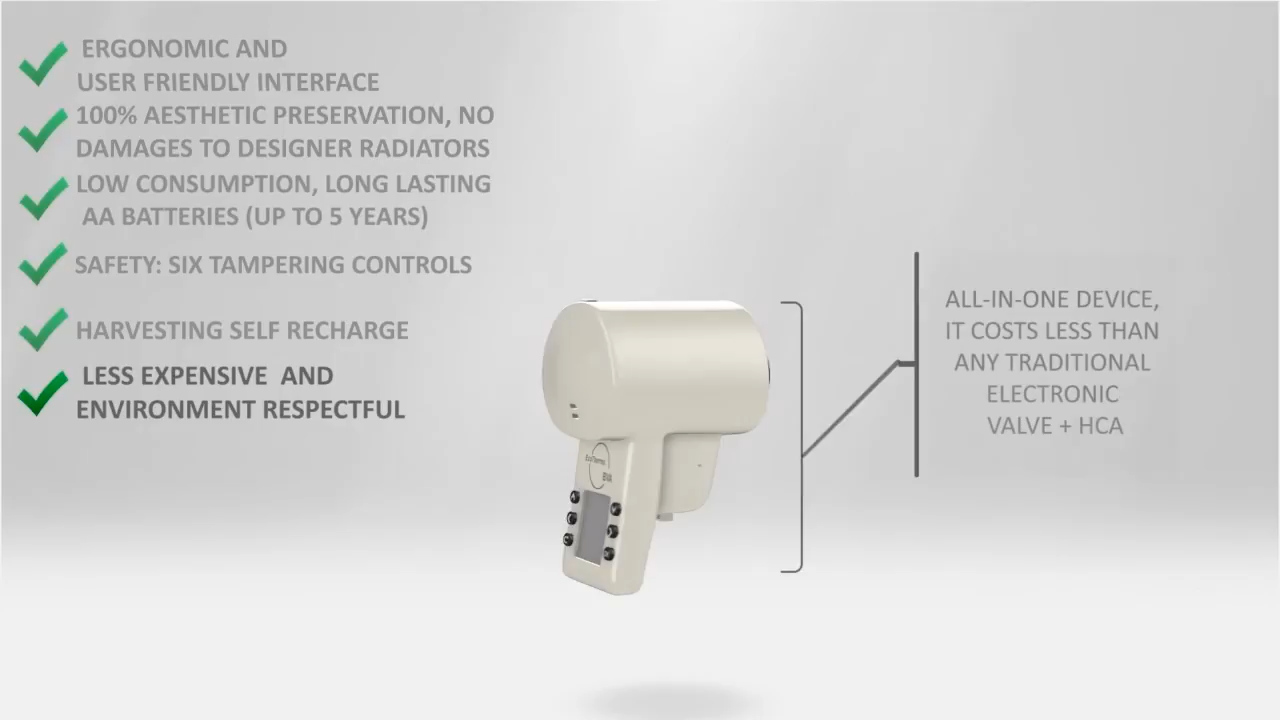 ERGONOMIC AND
USER FRIENDLY INTERFACE
100% AESTHETIC PRESERVATION, NO
DAMAGES TO DESIGNER RADIATORS
LOW CONSUMPTION, LONG LASTING
AA BATTERIES (UP TO 5 YEARS)
SAFETY: SIX TAMPERING CONTROLS
HARVESTING SELF RECHARGE
LESS EXPENSIVE AND
ENVIRONMENT RESPECTFUL
ALL-IN-ONE DEVICE,
IT COSTS LESS THAN
ANY TRADITIONAL
ELECTRONIC
VALVE + HCA